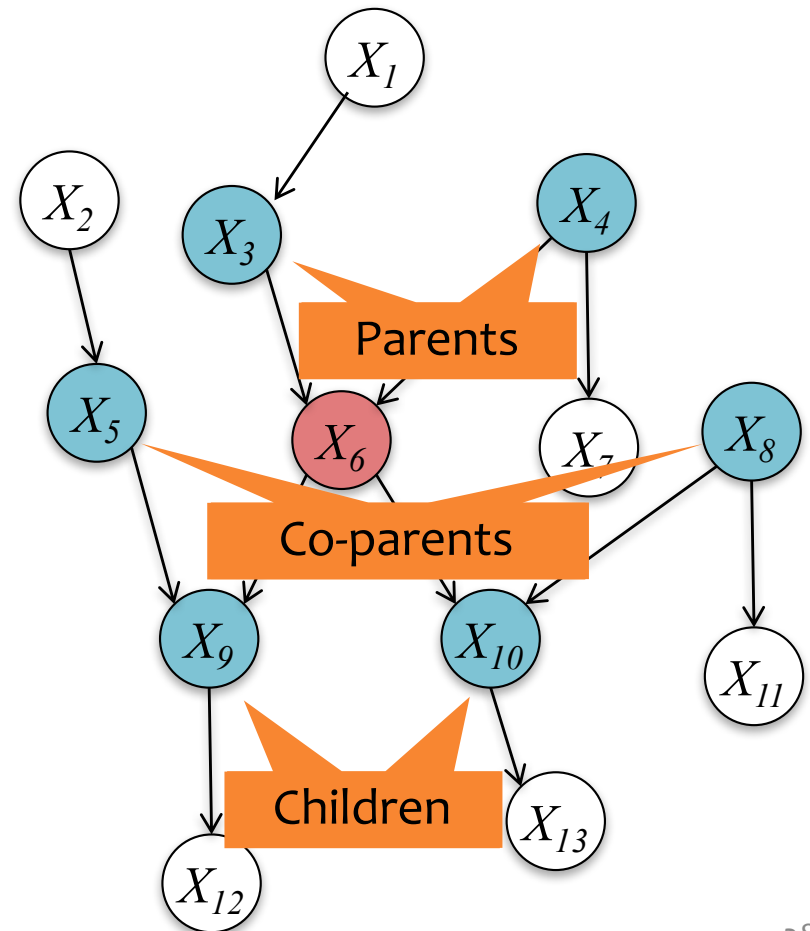 X1
X2
X3
X4
Parents
X5
X6
X7
X8
Co-parents
X9
X10
X11
Children
X12
X13